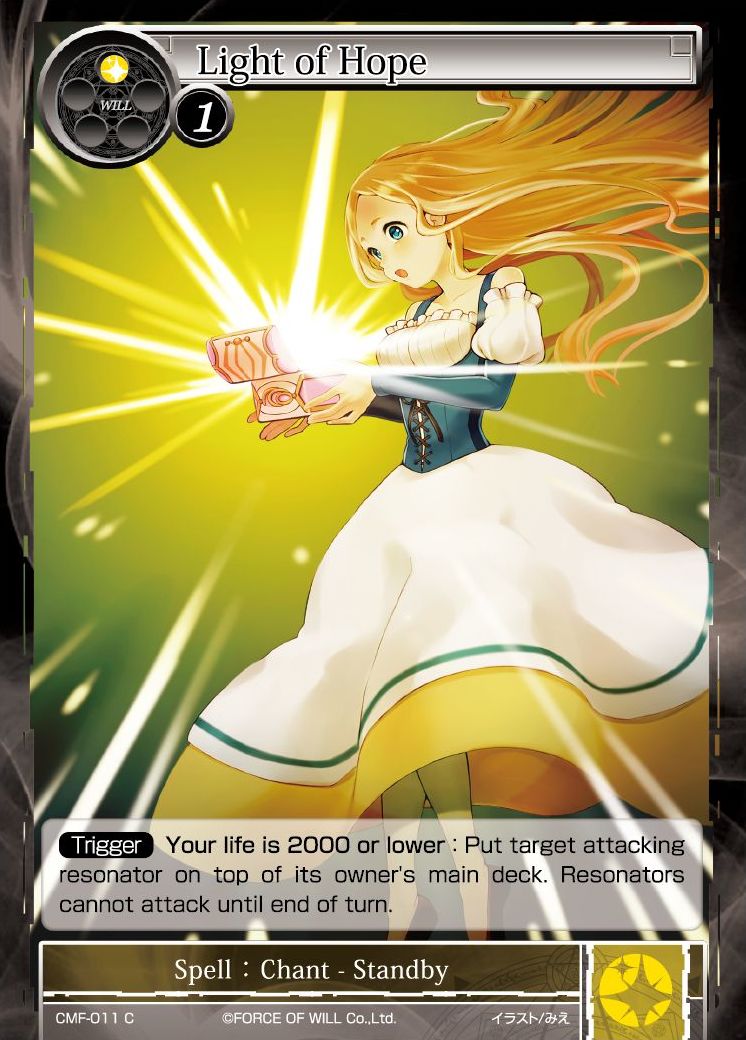 Light of Hope
WILL
1
Trigger Your life is 2000 or lower : Put target attacking
resonator on top of its owner's main deck. Resonators
cannot attack until end of turn.
Spell : Chant - Standby
CMF-011 C ©FORCE OF WILL Co.,Ltd. イラスト/みえ